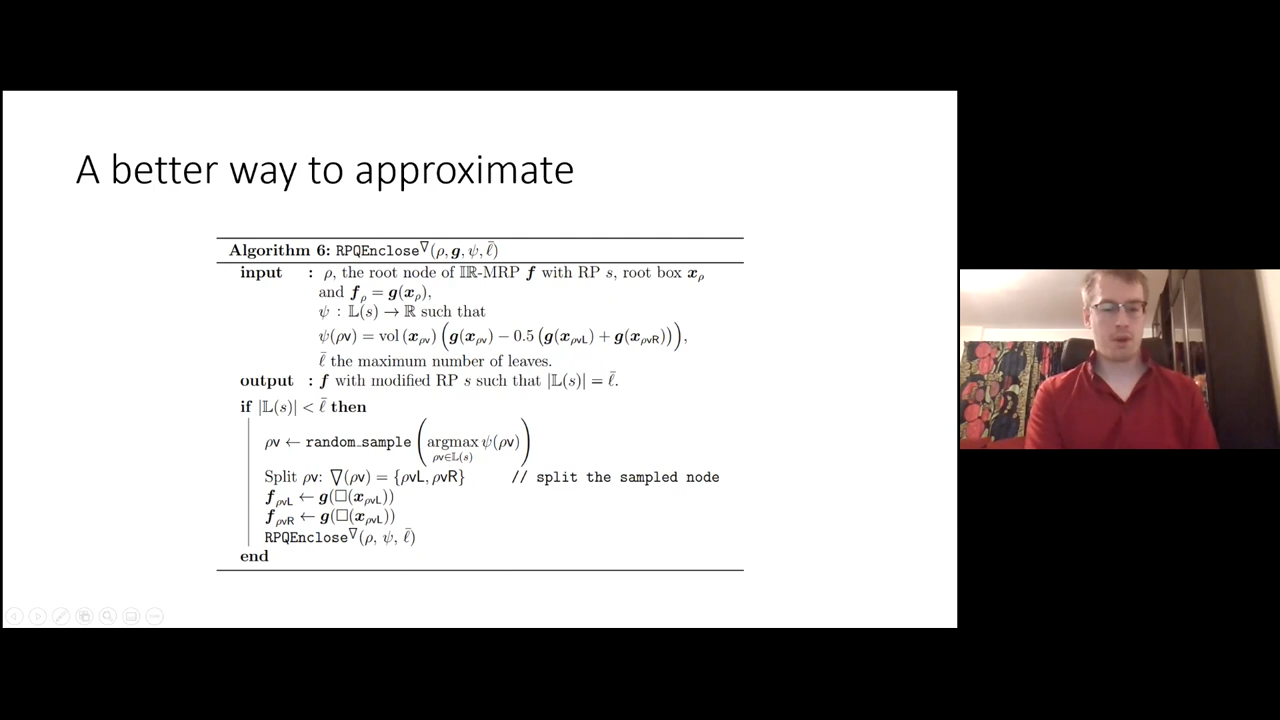 A better way to approximate
Algorithm 6: RPQEnclose^∇(ρ, g, ψ, ℓ̄)
input : ρ, the root node of 𝕀ℝ-MRP f with RP s, root box x_ρ
and f_ρ = g(x_ρ),
ψ : 𝕃(s) → ℝ such that
ψ(ρv) = vol (x_ρv) (g(x_ρv) − 0.5 (g(x_ρvL) + g(x_ρvR))),
ℓ̄ the maximum number of leaves.
output : f with modified RP s such that |𝕃(s)| = ℓ̄.
if |𝕃(s)| < ℓ̄ then
ρv ← random_sample (argmax_{ρv∈𝕃(s)} ψ(ρv))
Split ρv: ∇(ρv) = {ρvL, ρvR} // split the sampled node
f_ρvL ← g(□(x_ρvL))
f_ρvR ← g(□(x_ρvL))
RPQEnclose^∇(ρ, ψ, ℓ̄)
end